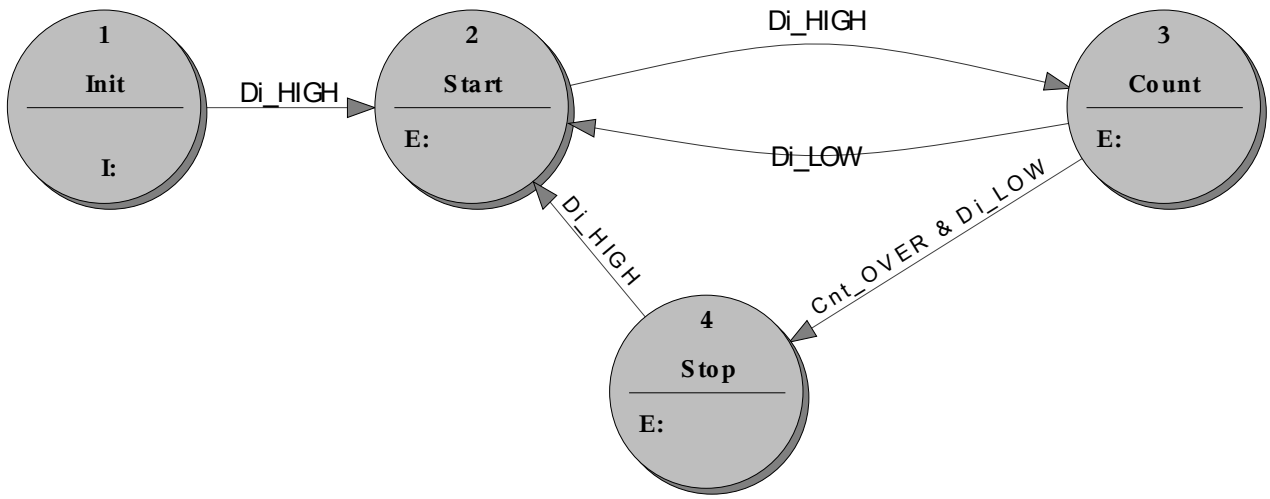 1
Init
I:
Di_HIGH
2
Start
E:
Di_HIGH
Di_LOW
3
Count
E:
Cnt_OVER & Di_LOW
Di_HIGH
4
Stop
E: